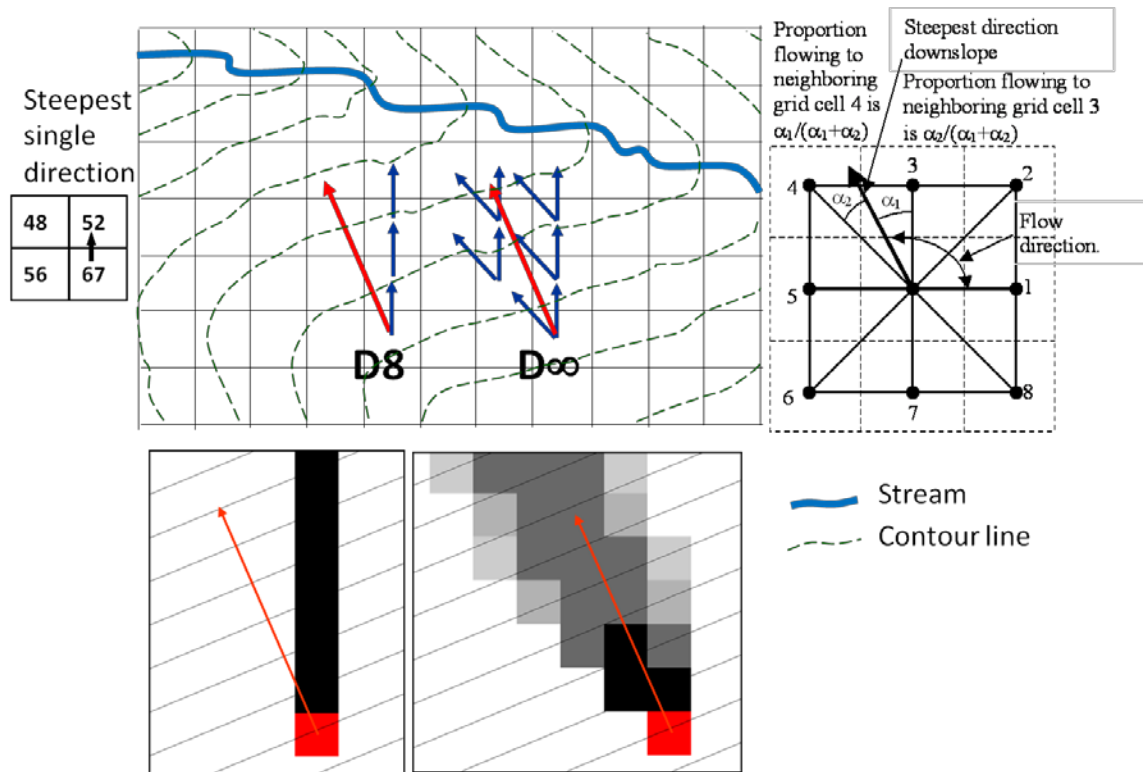 Steepest
single
direction
48 52
56 67
D8
D∞
Proportion
flowing to
neighboring
grid cell 4 is
α₁/(α₁+α₂)
Steepest direction
downslope
Proportion flowing to
neighboring grid cell 3
is α₂/(α₁+α₂)
3
4
2
α₂
α₁
Flow
direction.
5
1
6
7
8
Stream
Contour line